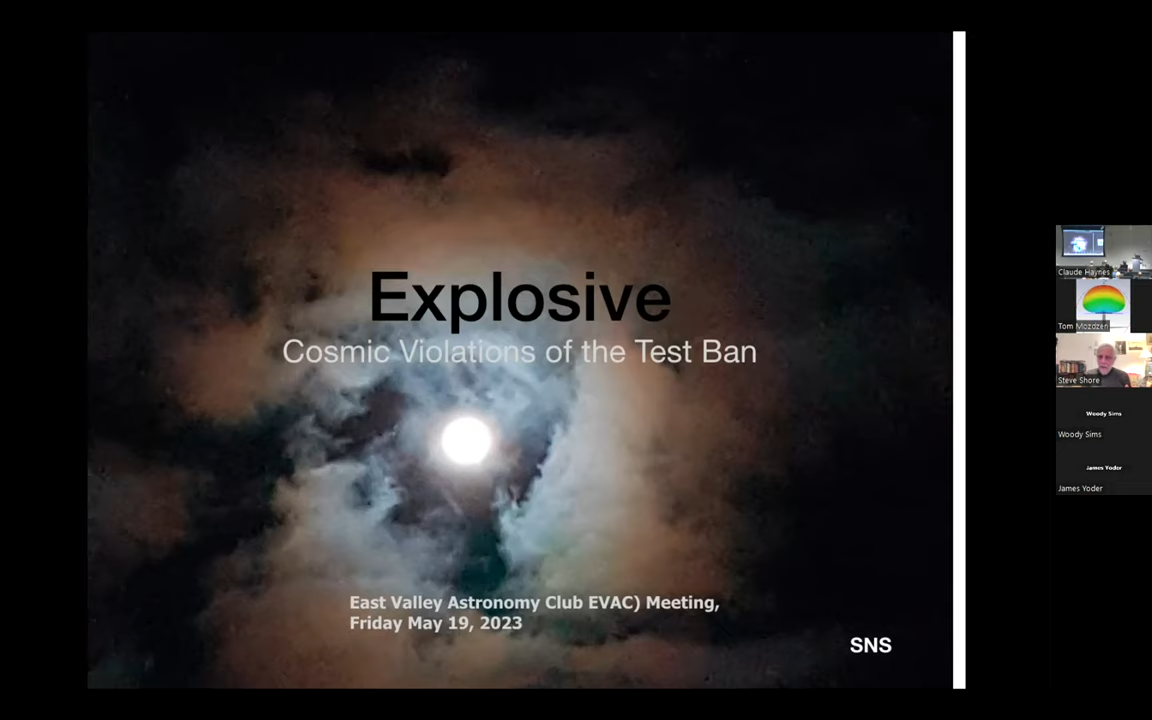 Explosive
Cosmic Violations of the Test Ban
East Valley Astronomy Club EVAC) Meeting,
Friday May 19, 2023
SNS
Claude Haynes
Tom Mozdzen
Steve Shore
Woody Sims
Woody Sims
James Yoder
James Yoder